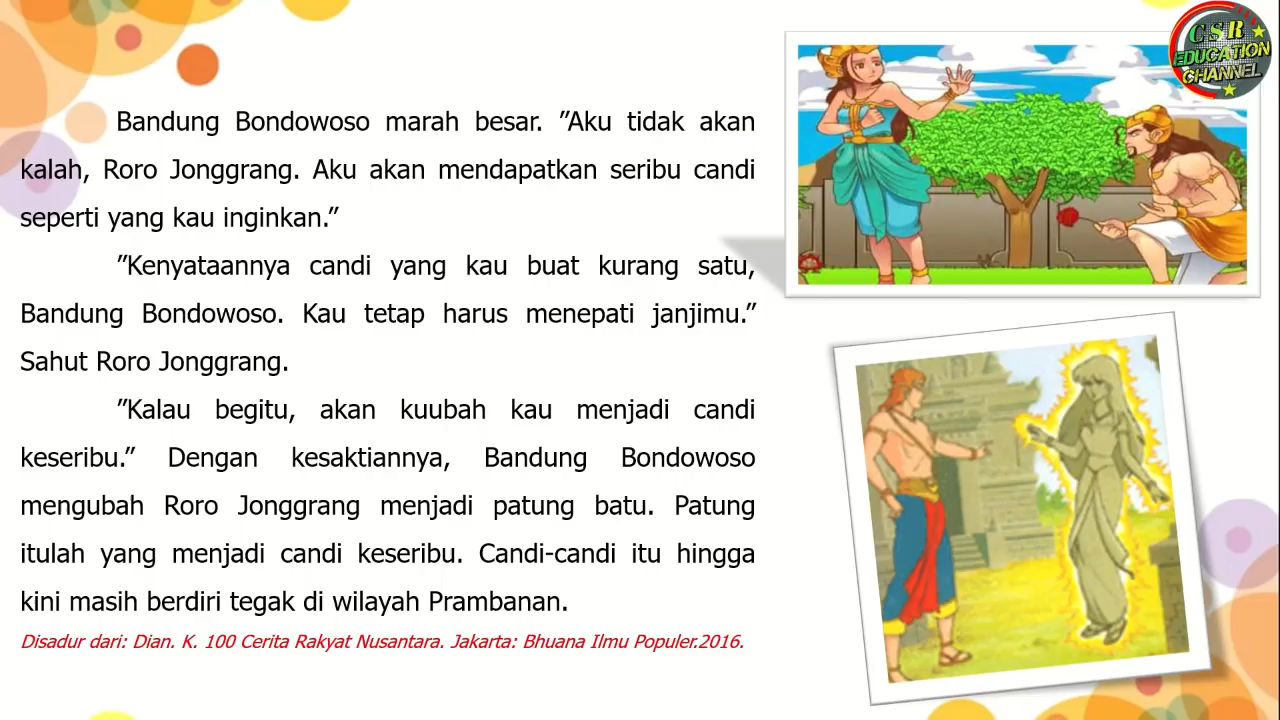 Bandung Bondowoso marah besar. ”Aku tidak akan
kalah, Roro Jonggrang. Aku akan mendapatkan seribu candi
seperti yang kau inginkan.”
”Kenyataannya candi yang kau buat kurang satu,
Bandung Bondowoso. Kau tetap harus menepati janjimu.”
Sahut Roro Jonggrang.
”Kalau begitu, akan kuubah kau menjadi candi
keseribu.” Dengan kesaktiannya, Bandung Bondowoso
mengubah Roro Jonggrang menjadi patung batu. Patung
itulah yang menjadi candi keseribu. Candi-candi itu hingga
kini masih berdiri tegak di wilayah Prambanan.
Disadur dari: Dian. K. 100 Cerita Rakyat Nusantara. Jakarta: Bhuana Ilmu Populer.2016.
CSR
EDUCATION
CHANNEL